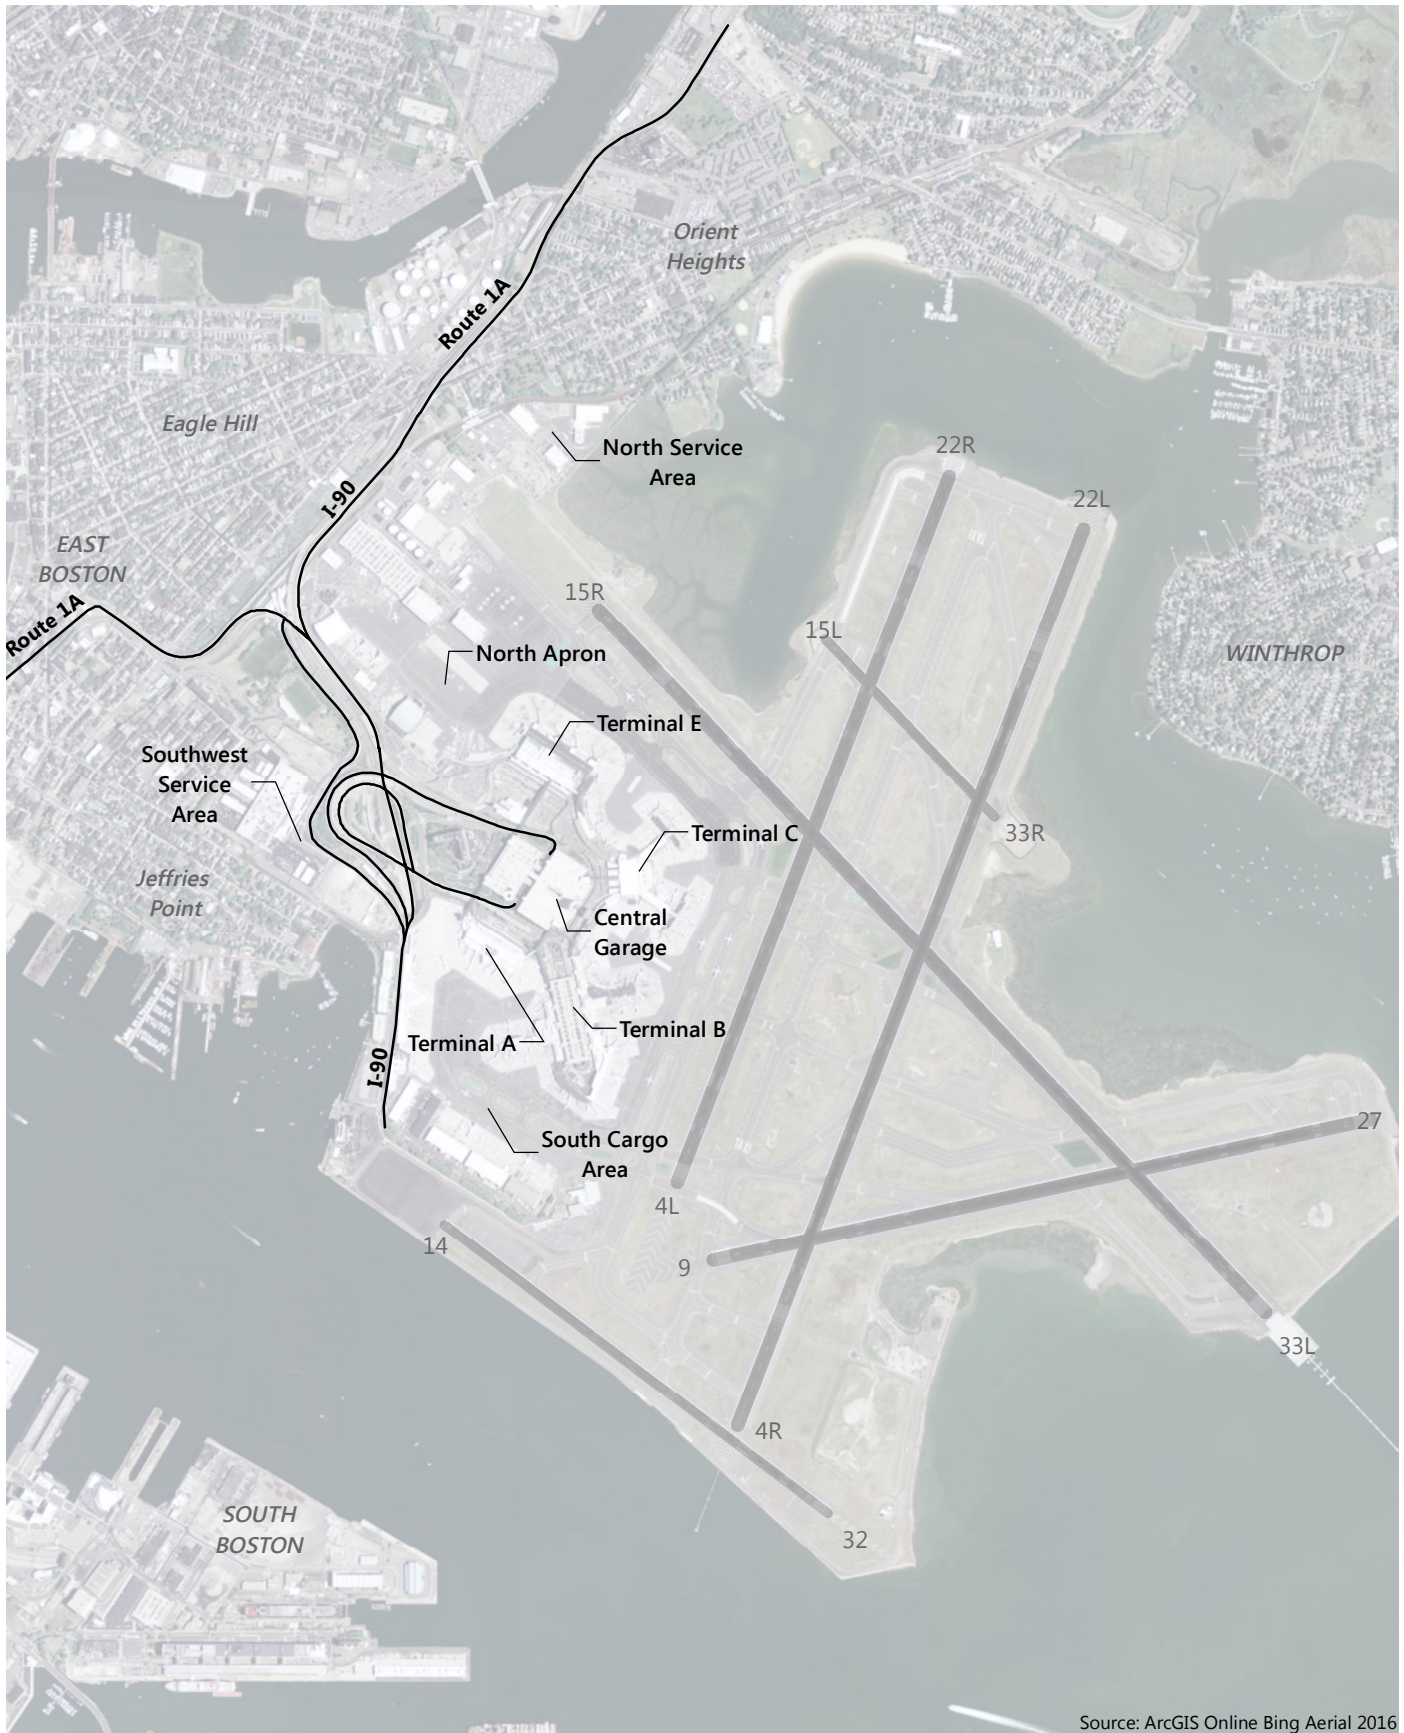 Orient
Heights
Route 1A
Eagle Hill
22R
North Service
Area
22L
I-90
EAST
BOSTON
15R
Route 1A
15L
North Apron
WINTHROP
Terminal E
Southwest
Service
Area
Terminal C
33R
Jeffries
Point
Central
Garage
Terminal B
Terminal A
I-90
27
South Cargo
Area
4L
14
9
33L
4R
SOUTH
BOSTON
32
Source: ArcGIS Online Bing Aerial 2016